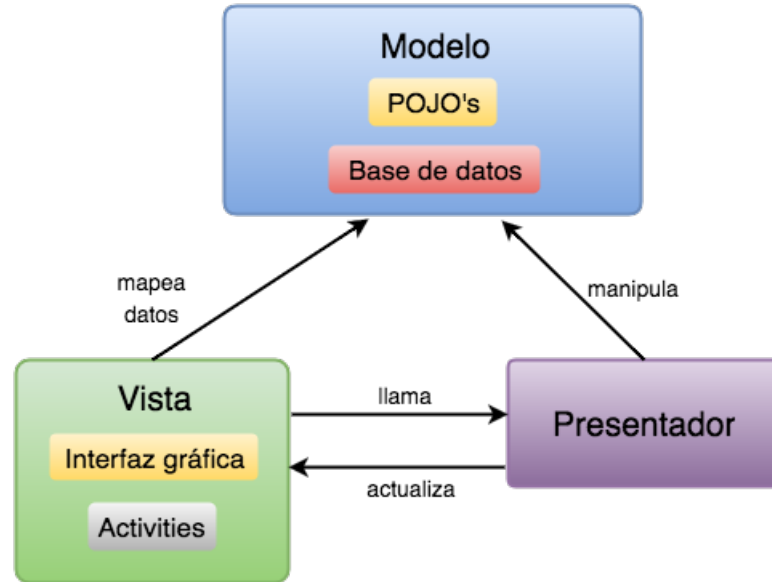 Modelo
POJO's
Base de datos
mapea
datos
manipula
Vista
Interfaz gráfica
Activities
llama
actualiza
Presentador